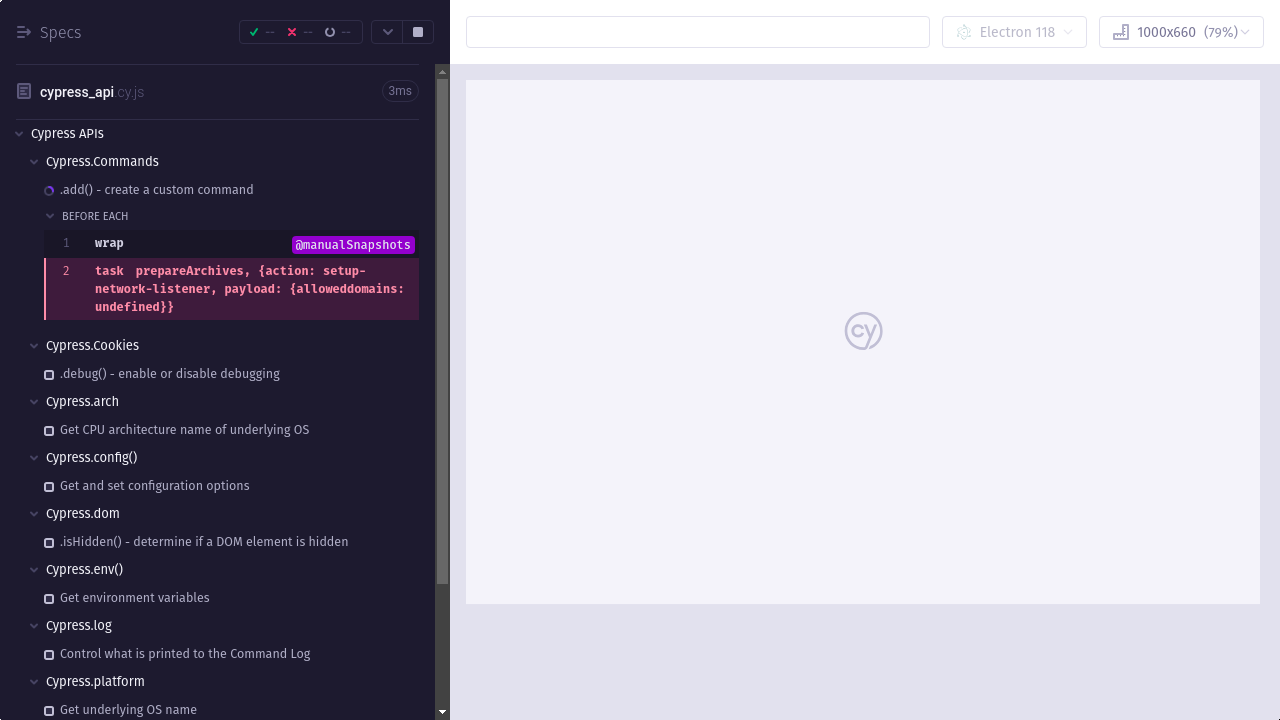 Specs
--
--
--
Electron 118
1000x660 (79%)
cypress_api.cy.js
3ms
Cypress APIs
Cypress.Commands
.add() - create a custom command
BEFORE EACH
1 wrap @manualSnapshots
2 task prepareArchives, {action: setup-
network-listener, payload: {alloweddomains:
undefined}}
cy
Cypress.Cookies
.debug() - enable or disable debugging
Cypress.arch
Get CPU architecture name of underlying OS
Cypress.config()
Get and set configuration options
Cypress.dom
.isHidden() - determine if a DOM element is hidden
Cypress.env()
Get environment variables
Cypress.log
Control what is printed to the Command Log
Cypress.platform
Get underlying OS name